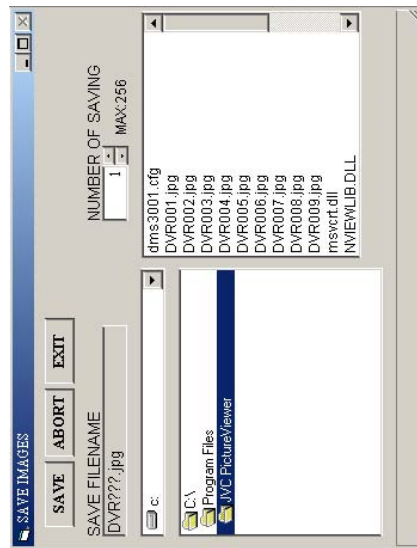 SAVE IMAGES
SAVE ABORT EXIT
SAVE FILENAME
DVR???.jpg
NUMBER OF SAVING
1
MAX:256
c:
C:\
Program Files
JVC PictureViewer
dms3001.cfg
DVR001.jpg
DVR002.jpg
DVR003.jpg
DVR004.jpg
DVR005.jpg
DVR006.jpg
DVR007.jpg
DVR008.jpg
DVR009.jpg
msvcrt.dll
NVIEWLIB.DLL